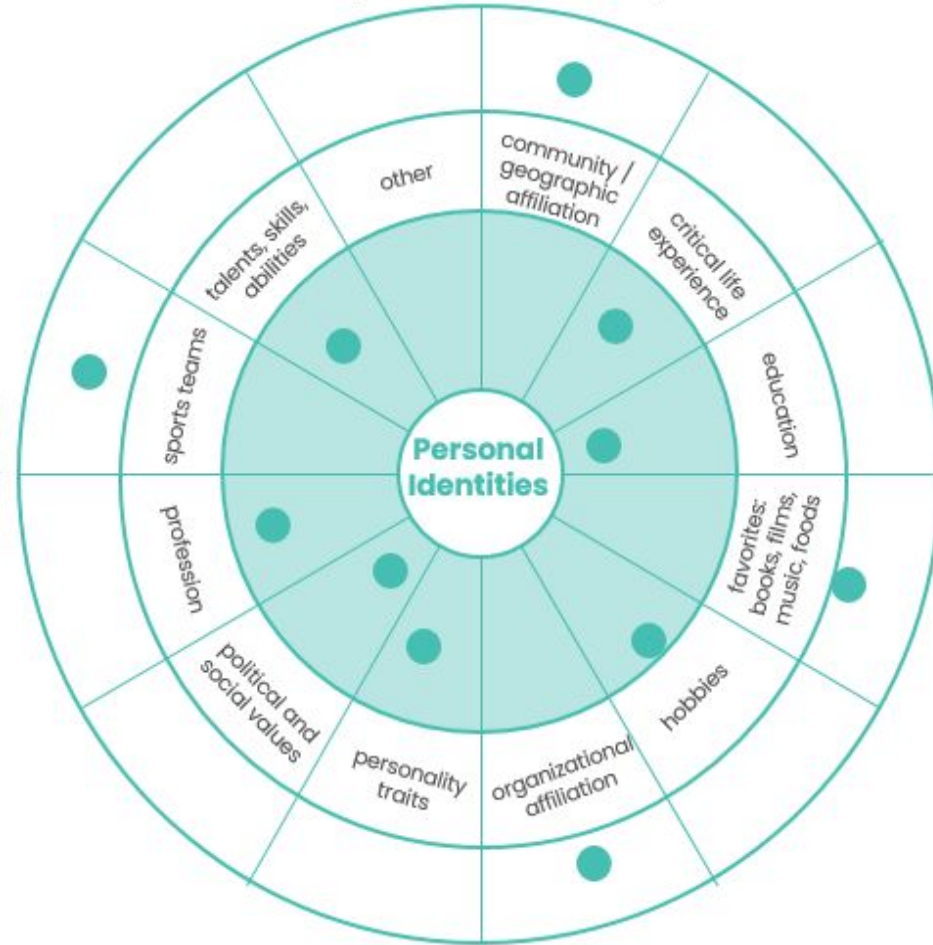 community /
geographic
affiliation
critical life
experience
education
favorites:
books, films,
music, foods
hobbies
organizational
affiliation
personality
traits
political and
social values
profession
sports teams
talents, skills,
abilities
other
Personal
Identities